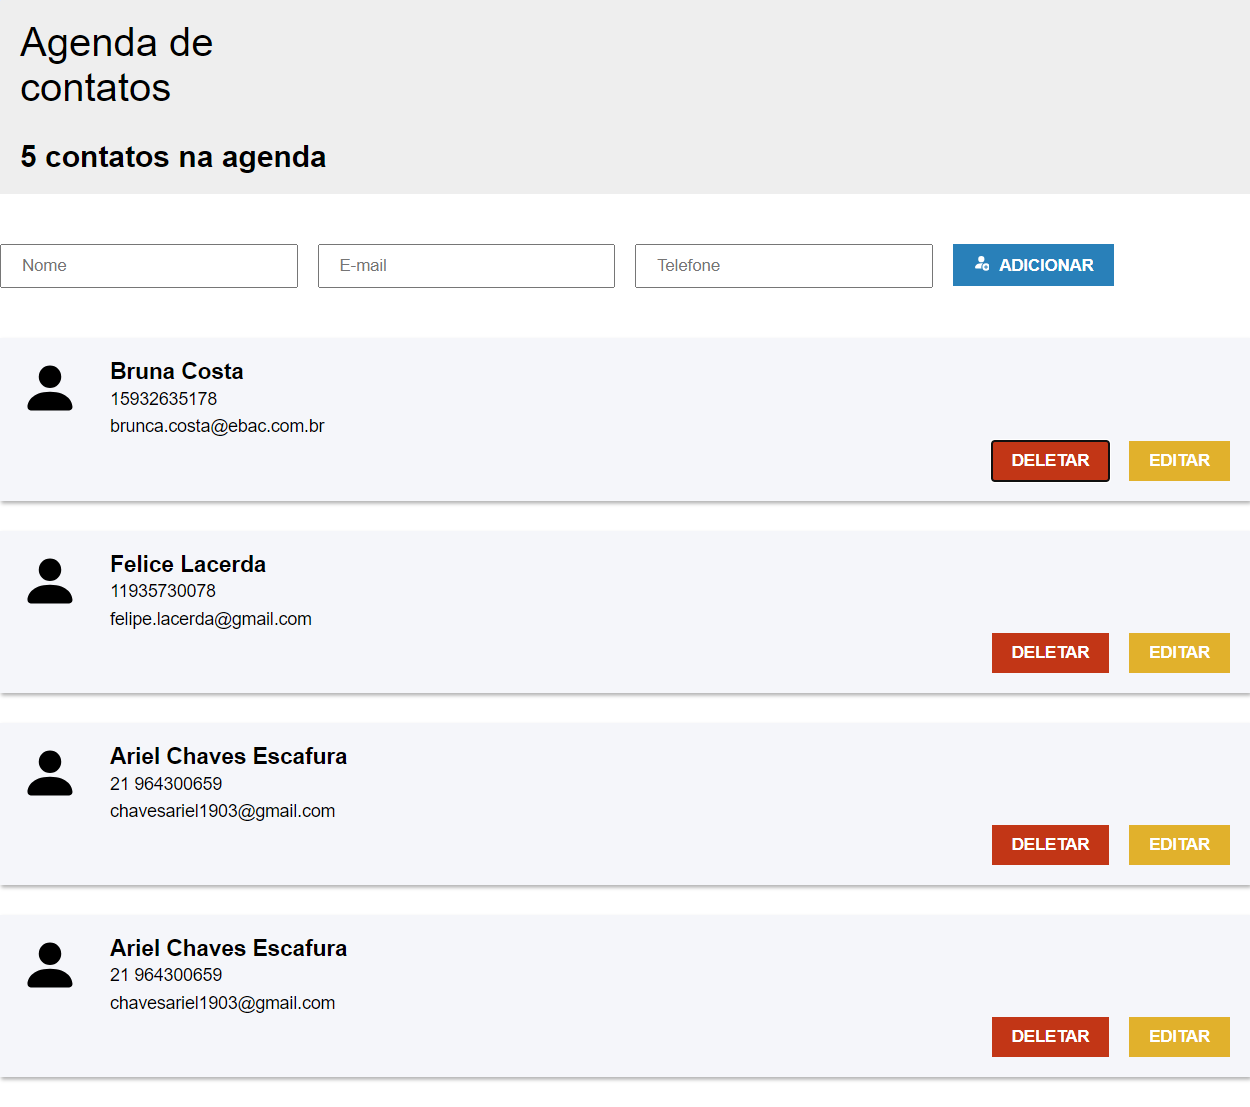 Agenda de
contatos
5 contatos na agenda
Nome
E-mail
Telefone
ADICIONAR
Bruna Costa
15932635178
brunca.costa@ebac.com.br
DELETAR
EDITAR
Felice Lacerda
11935730078
felipe.lacerda@gmail.com
DELETAR
EDITAR
Ariel Chaves Escafura
21 964300659
chavesariel1903@gmail.com
DELETAR
EDITAR
Ariel Chaves Escafura
21 964300659
chavesariel1903@gmail.com
DELETAR
EDITAR